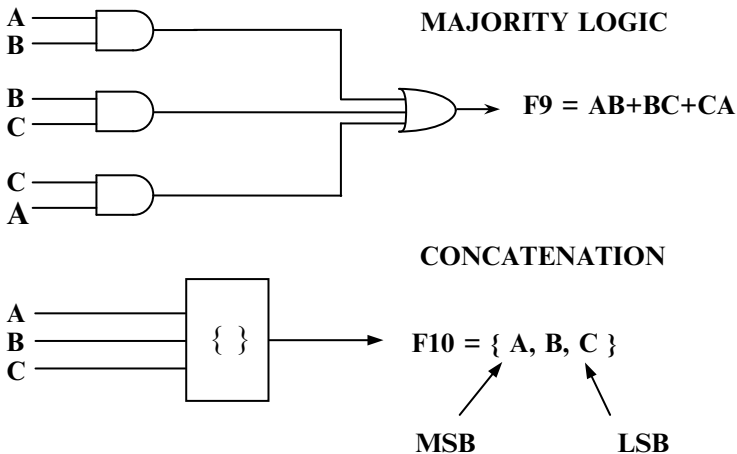 A
B
MAJORITY LOGIC
B
C
F9 = AB+BC+CA
C
A
CONCATENATION
A
B
C
{ }
F10 = { A, B, C }
MSB
LSB